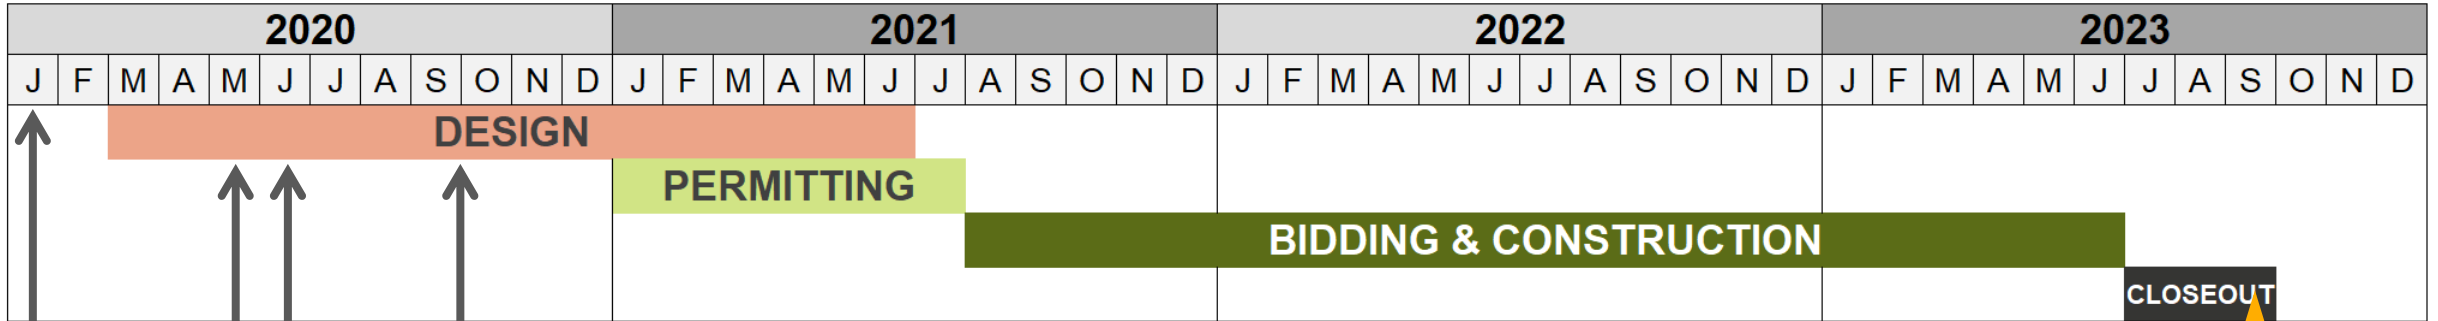 2020 2021 2022 2023
J F M A M J J A S O N D J F M A M J J A S O N D J F M A M J J A S O N D J F M A M J J A S O N D
DESIGN
PERMITTING
BIDDING & CONSTRUCTION
CLOSEOUT